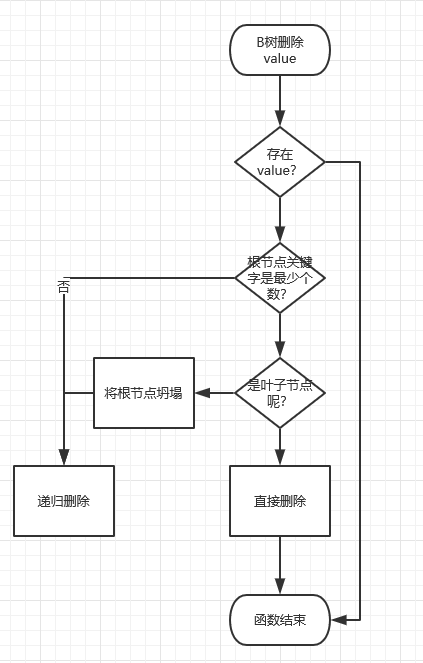 B树删除
value
存在
value?
根节点关键
字是最少个
数?
否
是叶子节点
呢?
将根节点坍塌
递归删除
直接删除
函数结束